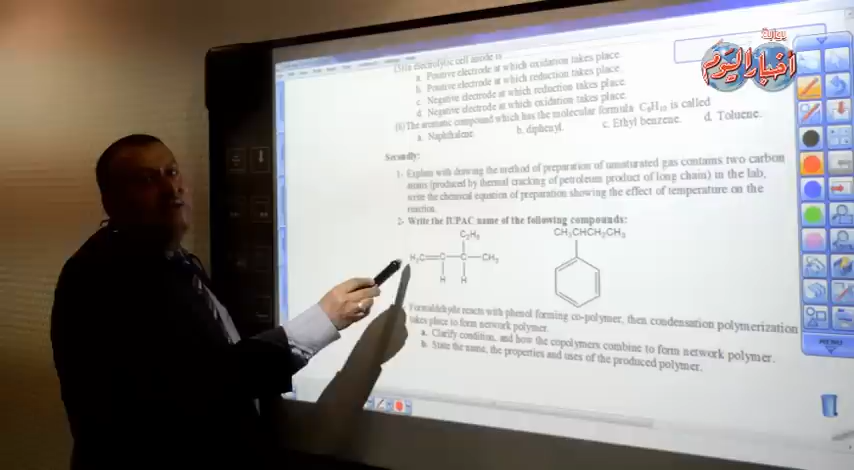 بوابة
أخبار اليوم
(5) In electrolytic cell anode is
a. Positive electrode at which oxidation takes place.
b. Positive electrode at which reduction takes place.
c. Negative electrode at which reduction takes place.
d. Negative electrode at which oxidation takes place.
(6) The aromatic compound which has the molecular formula C₈H₁₀ is called
a. Naphthalene. b. diphenyl. c. Ethyl benzene. d. Toluene.
Secondly:
1- Explain with drawing the method of preparation of unsaturated gas contains two carbon
atoms (produced by thermal cracking of petroleum product of long chain) in the lab,
write the chemical equation of preparation showing the effect of temperature on the
reaction.
2- Write the IUPAC name of the following compounds:
C₂H₅ CH₃CHCH₂CH₃
H₂C=C—C—CH₃
H H
Formaldehyde reacts with phenol forming co-polymer, then condensation polymerization
takes place to form network polymer.
a. Clarify condition, and how the copolymers combine to form network polymer.
b. State the name, the properties and uses of the produced polymer.
MENU